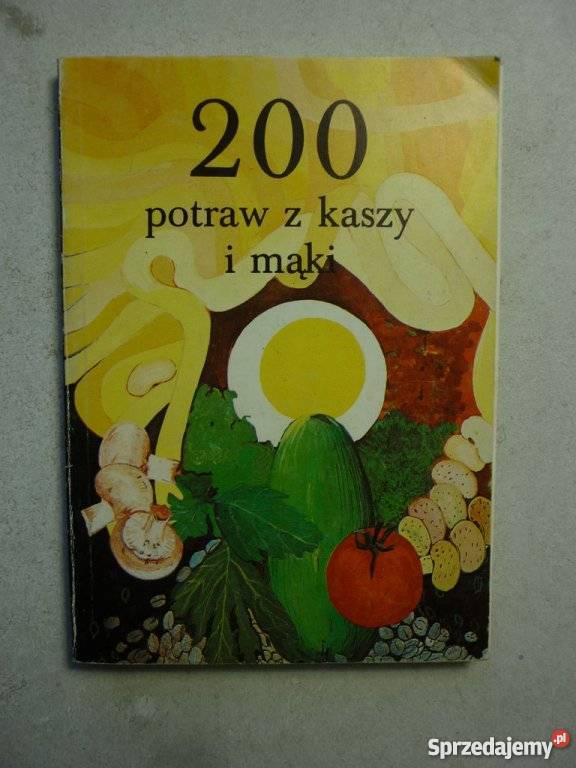 200
potraw z kaszy
i mąki
Sprzedajemy.pl